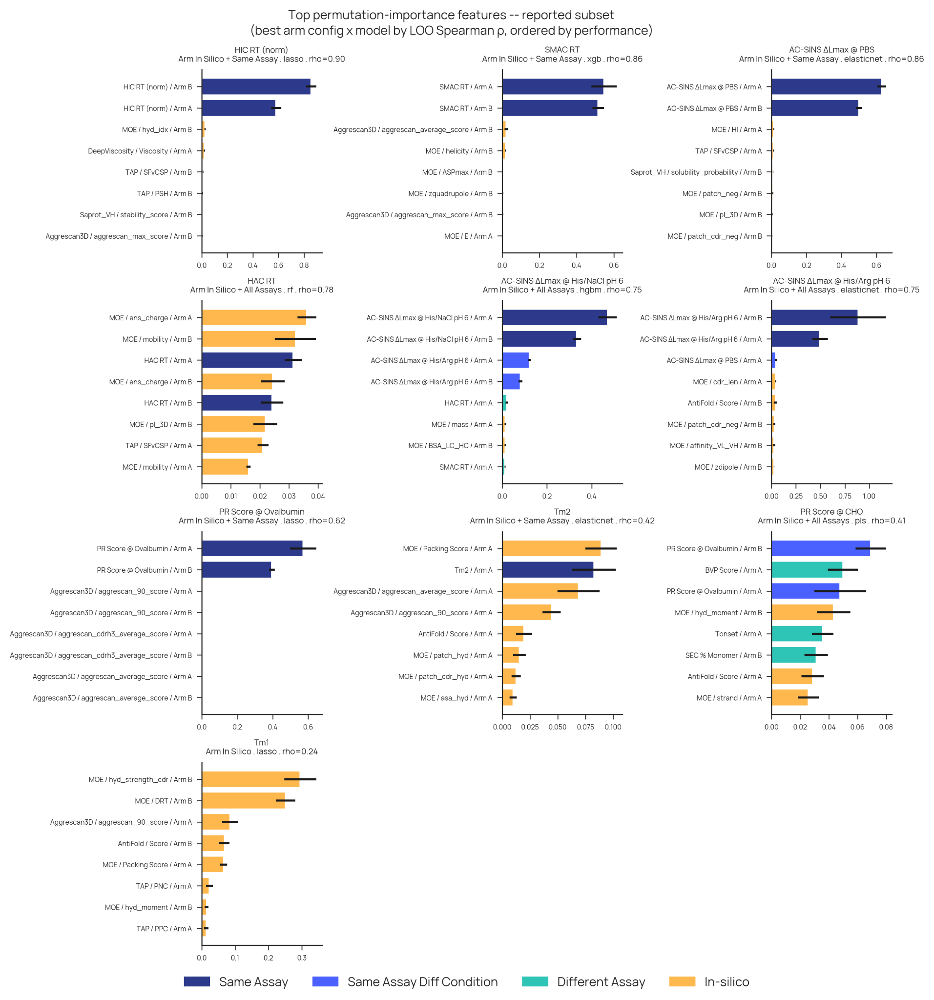 Top permutation-importance features -- reported subset
(best arm config x model by LOO Spearman ρ, ordered by performance)
HIC RT (norm)
Arm In Silico + Same Assay . lasso . rho=0.90
HIC RT (norm) / Arm B
HIC RT (norm) / Arm A
MOE / hyd_idx / Arm B
DeepViscosity / Viscosity / Arm A
TAP / SFvCSP / Arm B
TAP / PSH / Arm B
Saprot_VH / stability_score / Arm B
Aggrescan3D / aggrescan_max_score / Arm B
0.0 0.2 0.4 0.6 0.8
SMAC RT
Arm In Silico + Same Assay . xgb . rho=0.86
SMAC RT / Arm A
SMAC RT / Arm B
Aggrescan3D / aggrescan_average_score / Arm B
MOE / helicity / Arm B
MOE / ASPmax / Arm B
MOE / zquadrupole / Arm B
Aggrescan3D / aggrescan_max_score / Arm B
MOE / E / Arm A
0.0 0.2 0.4 0.6
AC-SINS ΔLmax @ PBS
Arm In Silico + Same Assay . elasticnet . rho=0.86
AC-SINS ΔLmax @ PBS / Arm A
AC-SINS ΔLmax @ PBS / Arm B
MOE / HI / Arm A
TAP / SFvCSP / Arm A
Saprot_VH / solubility_probability / Arm B
MOE / patch_neg / Arm B
MOE / pI_3D / Arm B
MOE / patch_cdr_neg / Arm B
0.0 0.2 0.4 0.6
HAC RT
Arm In Silico + All Assays . rf . rho=0.78
MOE / ens_charge / Arm A
MOE / mobility / Arm B
HAC RT / Arm A
MOE / ens_charge / Arm B
HAC RT / Arm B
MOE / pI_3D / Arm B
TAP / SFvCSP / Arm A
MOE / mobility / Arm A
0.00 0.01 0.02 0.03 0.04
AC-SINS ΔLmax @ His/NaCl pH 6
Arm In Silico + All Assays . hgbm . rho=0.75
AC-SINS ΔLmax @ His/NaCl pH 6 / Arm A
AC-SINS ΔLmax @ His/NaCl pH 6 / Arm B
AC-SINS ΔLmax @ His/Arg pH 6 / Arm A
AC-SINS ΔLmax @ His/Arg pH 6 / Arm B
HAC RT / Arm A
MOE / mass / Arm A
MOE / BSA_LC_HC / Arm B
SMAC RT / Arm A
0.0 0.2 0.4
AC-SINS ΔLmax @ His/Arg pH 6
Arm In Silico + All Assays . elasticnet . rho=0.75
AC-SINS ΔLmax @ His/Arg pH 6 / Arm B
AC-SINS ΔLmax @ His/Arg pH 6 / Arm A
AC-SINS ΔLmax @ PBS / Arm A
MOE / cdr_len / Arm A
AntiFold / Score / Arm B
MOE / patch_cdr_neg / Arm B
MOE / affinity_VL_VH / Arm B
MOE / zdipole / Arm B
0.00 0.25 0.50 0.75 1.00
PR Score @ Ovalbumin
Arm In Silico + Same Assay . lasso . rho=0.62
PR Score @ Ovalbumin / Arm A
PR Score @ Ovalbumin / Arm B
Aggrescan3D / aggrescan_90_score / Arm A
Aggrescan3D / aggrescan_90_score / Arm B
Aggrescan3D / aggrescan_cdrh3_average_score / Arm A
Aggrescan3D / aggrescan_cdrh3_average_score / Arm B
Aggrescan3D / aggrescan_average_score / Arm A
Aggrescan3D / aggrescan_average_score / Arm B
0.0 0.2 0.4 0.6
Tm2
Arm In Silico + Same Assay . elasticnet . rho=0.42
MOE / Packing Score / Arm A
Tm2 / Arm A
Aggrescan3D / aggrescan_average_score / Arm A
Aggrescan3D / aggrescan_90_score / Arm A
AntiFold / Score / Arm A
MOE / patch_hyd / Arm A
MOE / patch_cdr_hyd / Arm A
MOE / asa_hyd / Arm A
0.000 0.025 0.050 0.075 0.100
PR Score @ CHO
Arm In Silico + All Assays . pls . rho=0.41
PR Score @ Ovalbumin / Arm B
BVP Score / Arm A
PR Score @ Ovalbumin / Arm A
MOE / hyd_moment / Arm B
Tonset / Arm A
SEC % Monomer / Arm B
AntiFold / Score / Arm A
MOE / strand / Arm A
0.00 0.02 0.04 0.06 0.08
Tm1
Arm In Silico . lasso . rho=0.24
MOE / hyd_strength_cdr / Arm B
MOE / DRT / Arm B
Aggrescan3D / aggrescan_90_score / Arm A
AntiFold / Score / Arm B
MOE / Packing Score / Arm A
TAP / PNC / Arm A
MOE / hyd_moment / Arm B
TAP / PPC / Arm A
0.0 0.1 0.2 0.3
Same Assay
Same Assay Diff Condition
Different Assay
In-silico